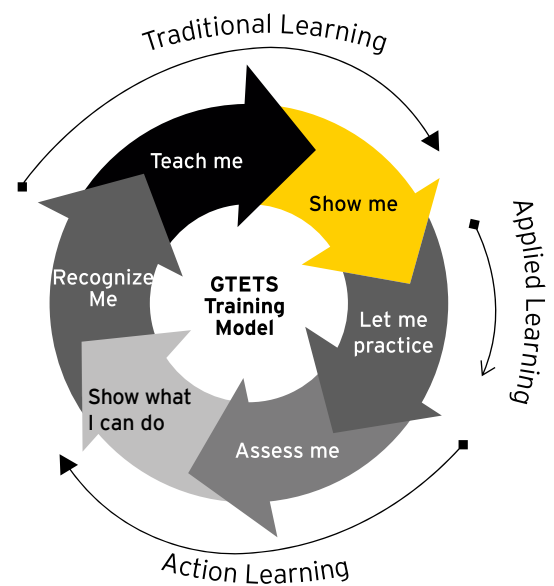 Traditional Learning
Teach me
Show me
Applied Learning
Recognize
Me
GTETS
Training
Model
Let me
practice
Show what
I can do
Assess me
Action Learning